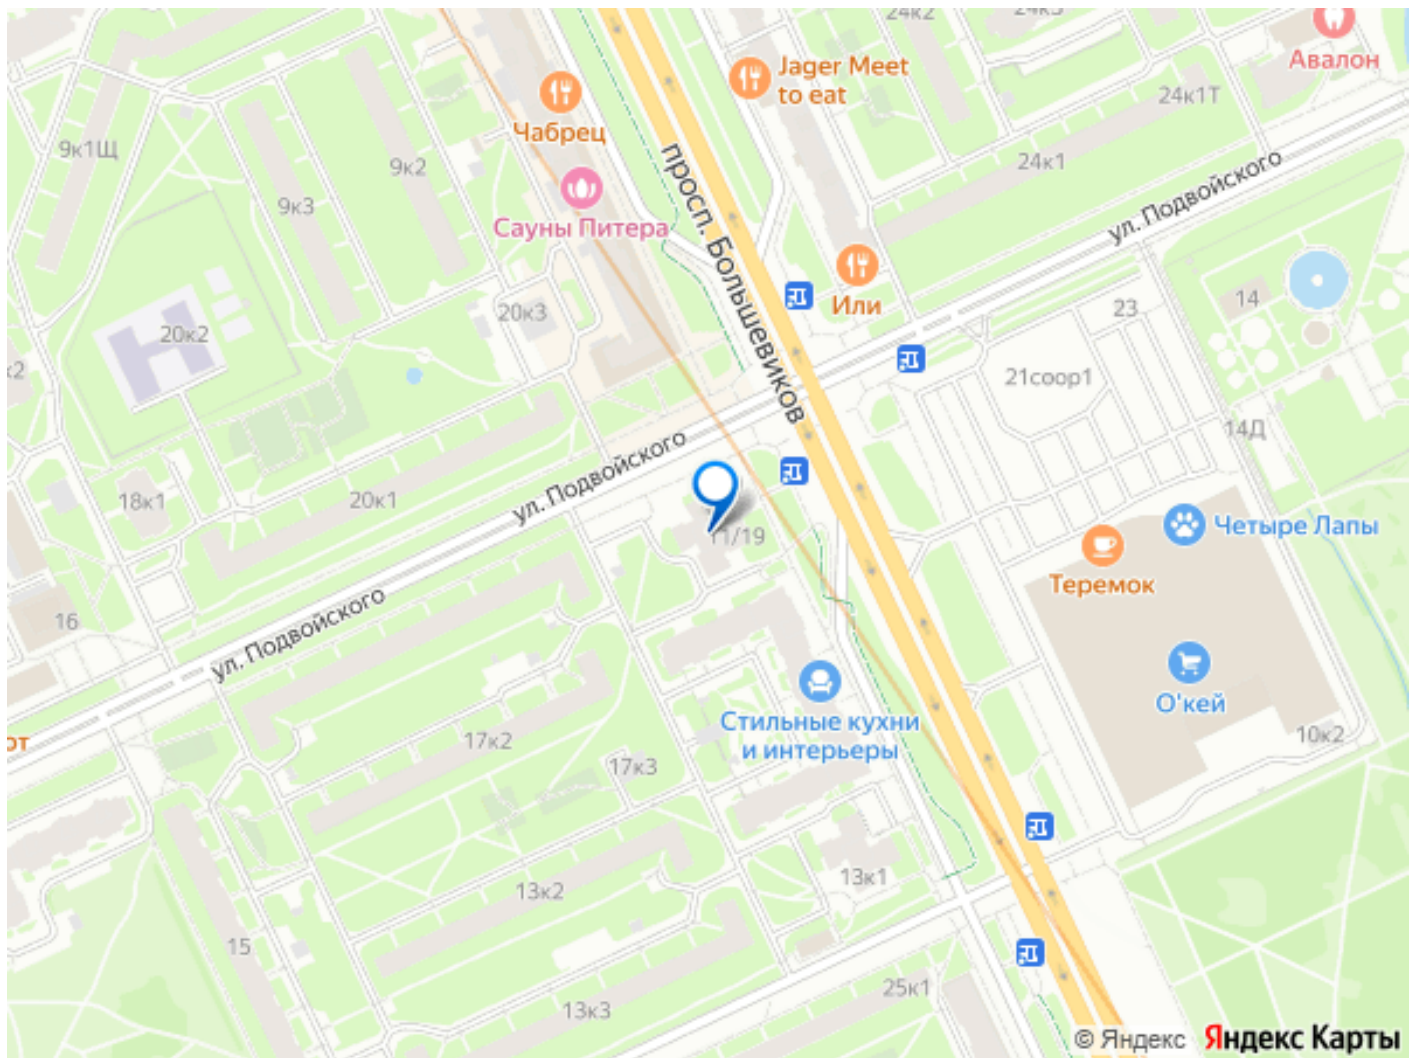 24к2
24к3
Авалон
Jager Meet
to eat
24к1Т
Чабрец
9к1Щ
9к2
24к1
просп. Большевиков
ул. Подвойского
9к3
Сауны Питера
Или
14
23
20к3
20к2
21соор1
14Д
ул. Подвойского
18к1
20к1
11/19
Четыре Лапы
Теремок
16
ул. Подвойского
О'кей
Стильные кухни
и интерьеры
10к2
17к2
17к3
13к2
13к1
15
25к1
13к3
© Яндекс Яндекс Карты